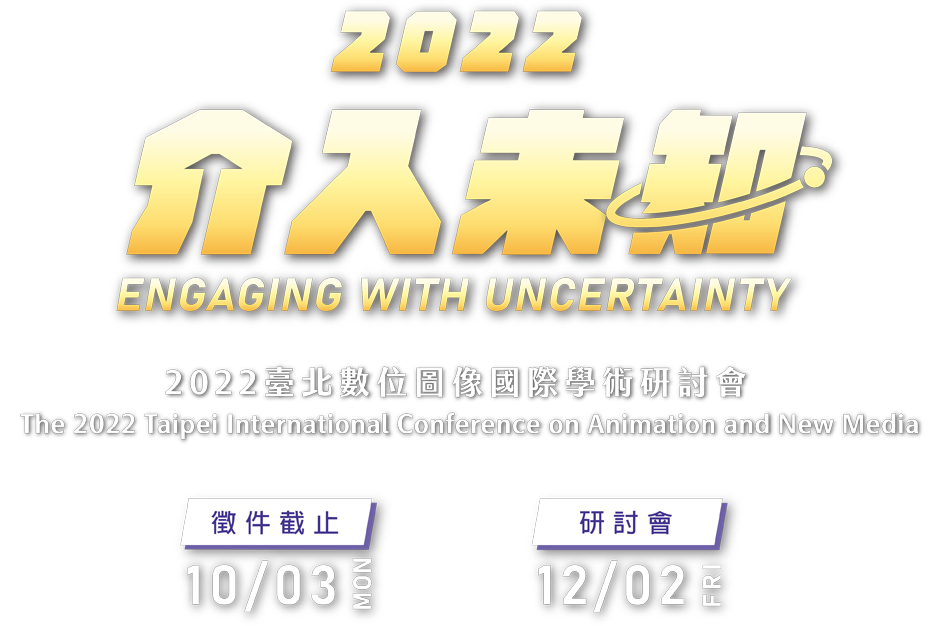 2022
介入未知
ENGAGING WITH UNCERTAINTY
2022臺北數位圖像國際學術研討會
The 2022 Taipei International Conference on Animation and New Media
徵件截止
10/03 MON
研討會
12/02 FRI